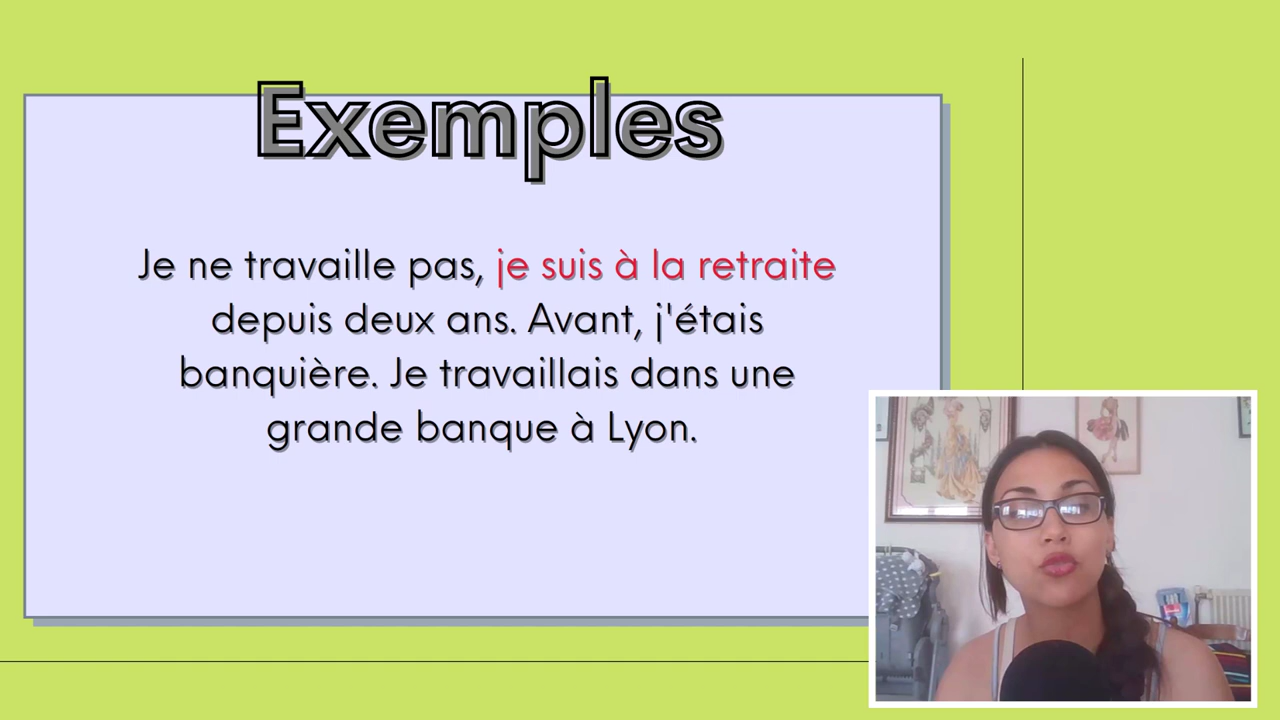 Exemples
Je ne travaille pas, je suis à la retraite
depuis deux ans. Avant, j'étais
banquière. Je travaillais dans une
grande banque à Lyon.